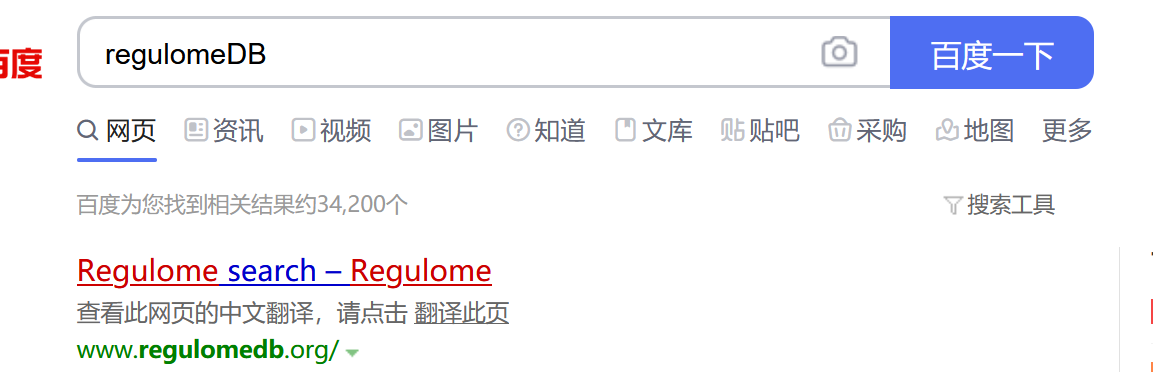 百度 regulomeDB 百度一下
网页 资讯 视频 图片 知道 文库 贴吧 采购 地图 更多
百度为您找到相关结果约34,200个 搜索工具
Regulome search – Regulome
查看此网页的中文翻译，请点击 翻译此页
www.regulomedb.org/